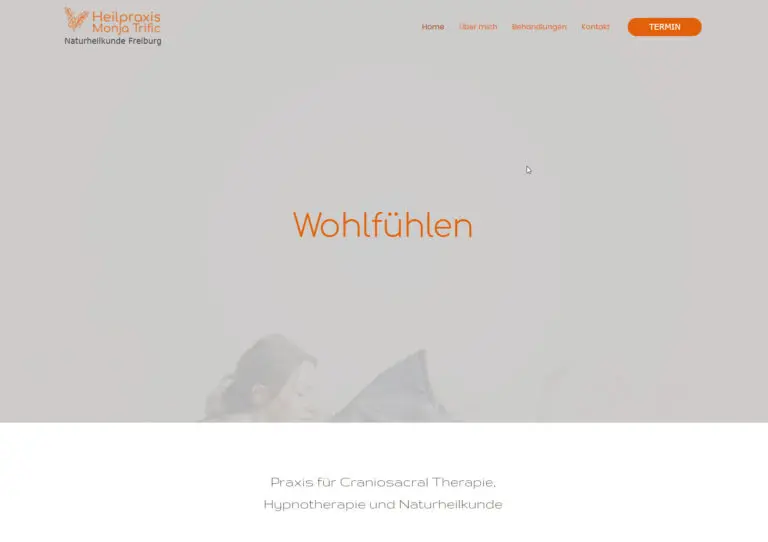 Heilpraxis
Monja Trific
Naturheilkunde Freiburg
Home Über mich Behandlungen Kontakt TERMIN
Wohlfühlen
Praxis für Craniosacral Therapie,
Hypnotherapie und Naturheilkunde